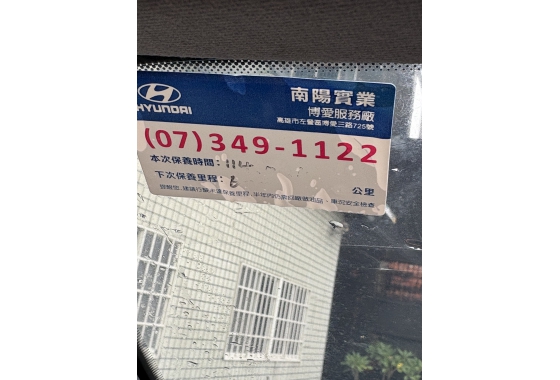 HYUNDAI
南陽實業
博愛服務廠
高雄市左營區博愛三路725號
(07)349-1122
本次保養時間:
下次保養里程: 公里